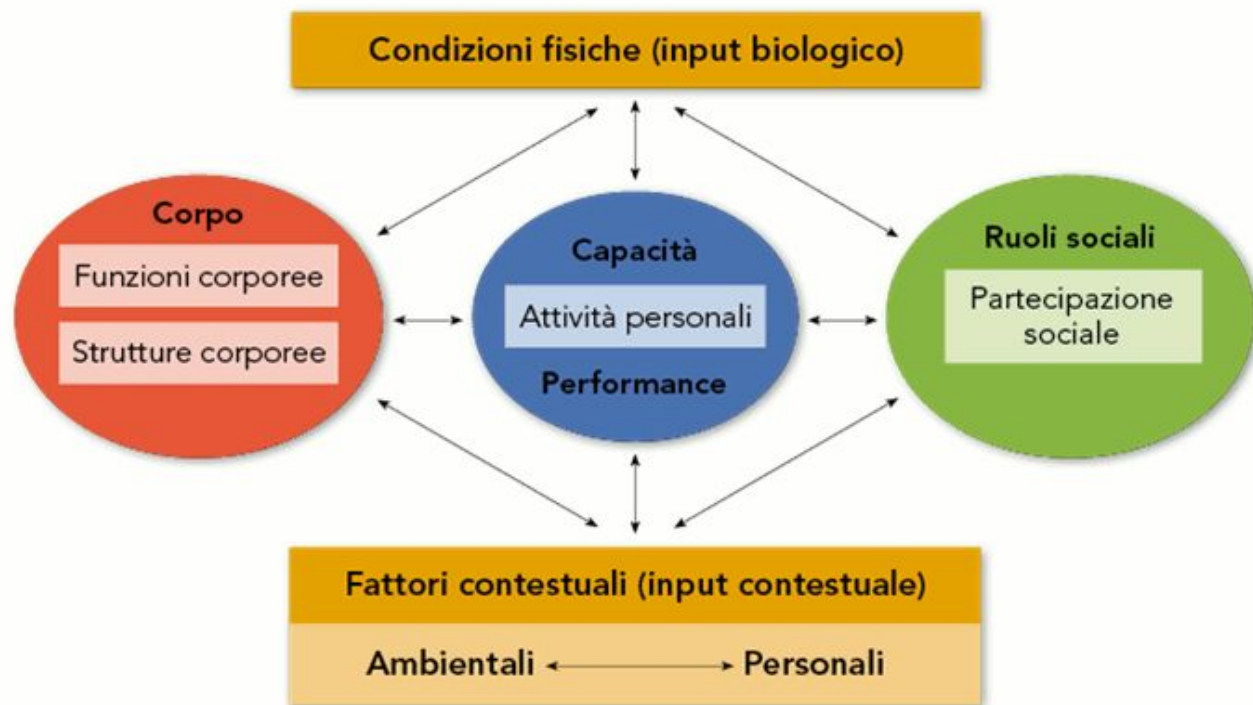 Condizioni fisiche (input biologico)
Corpo
Funzioni corporee
Strutture corporee
Capacità
Attività personali
Performance
Ruoli sociali
Partecipazione
sociale
Fattori contestuali (input contestuale)
Ambientali Personali